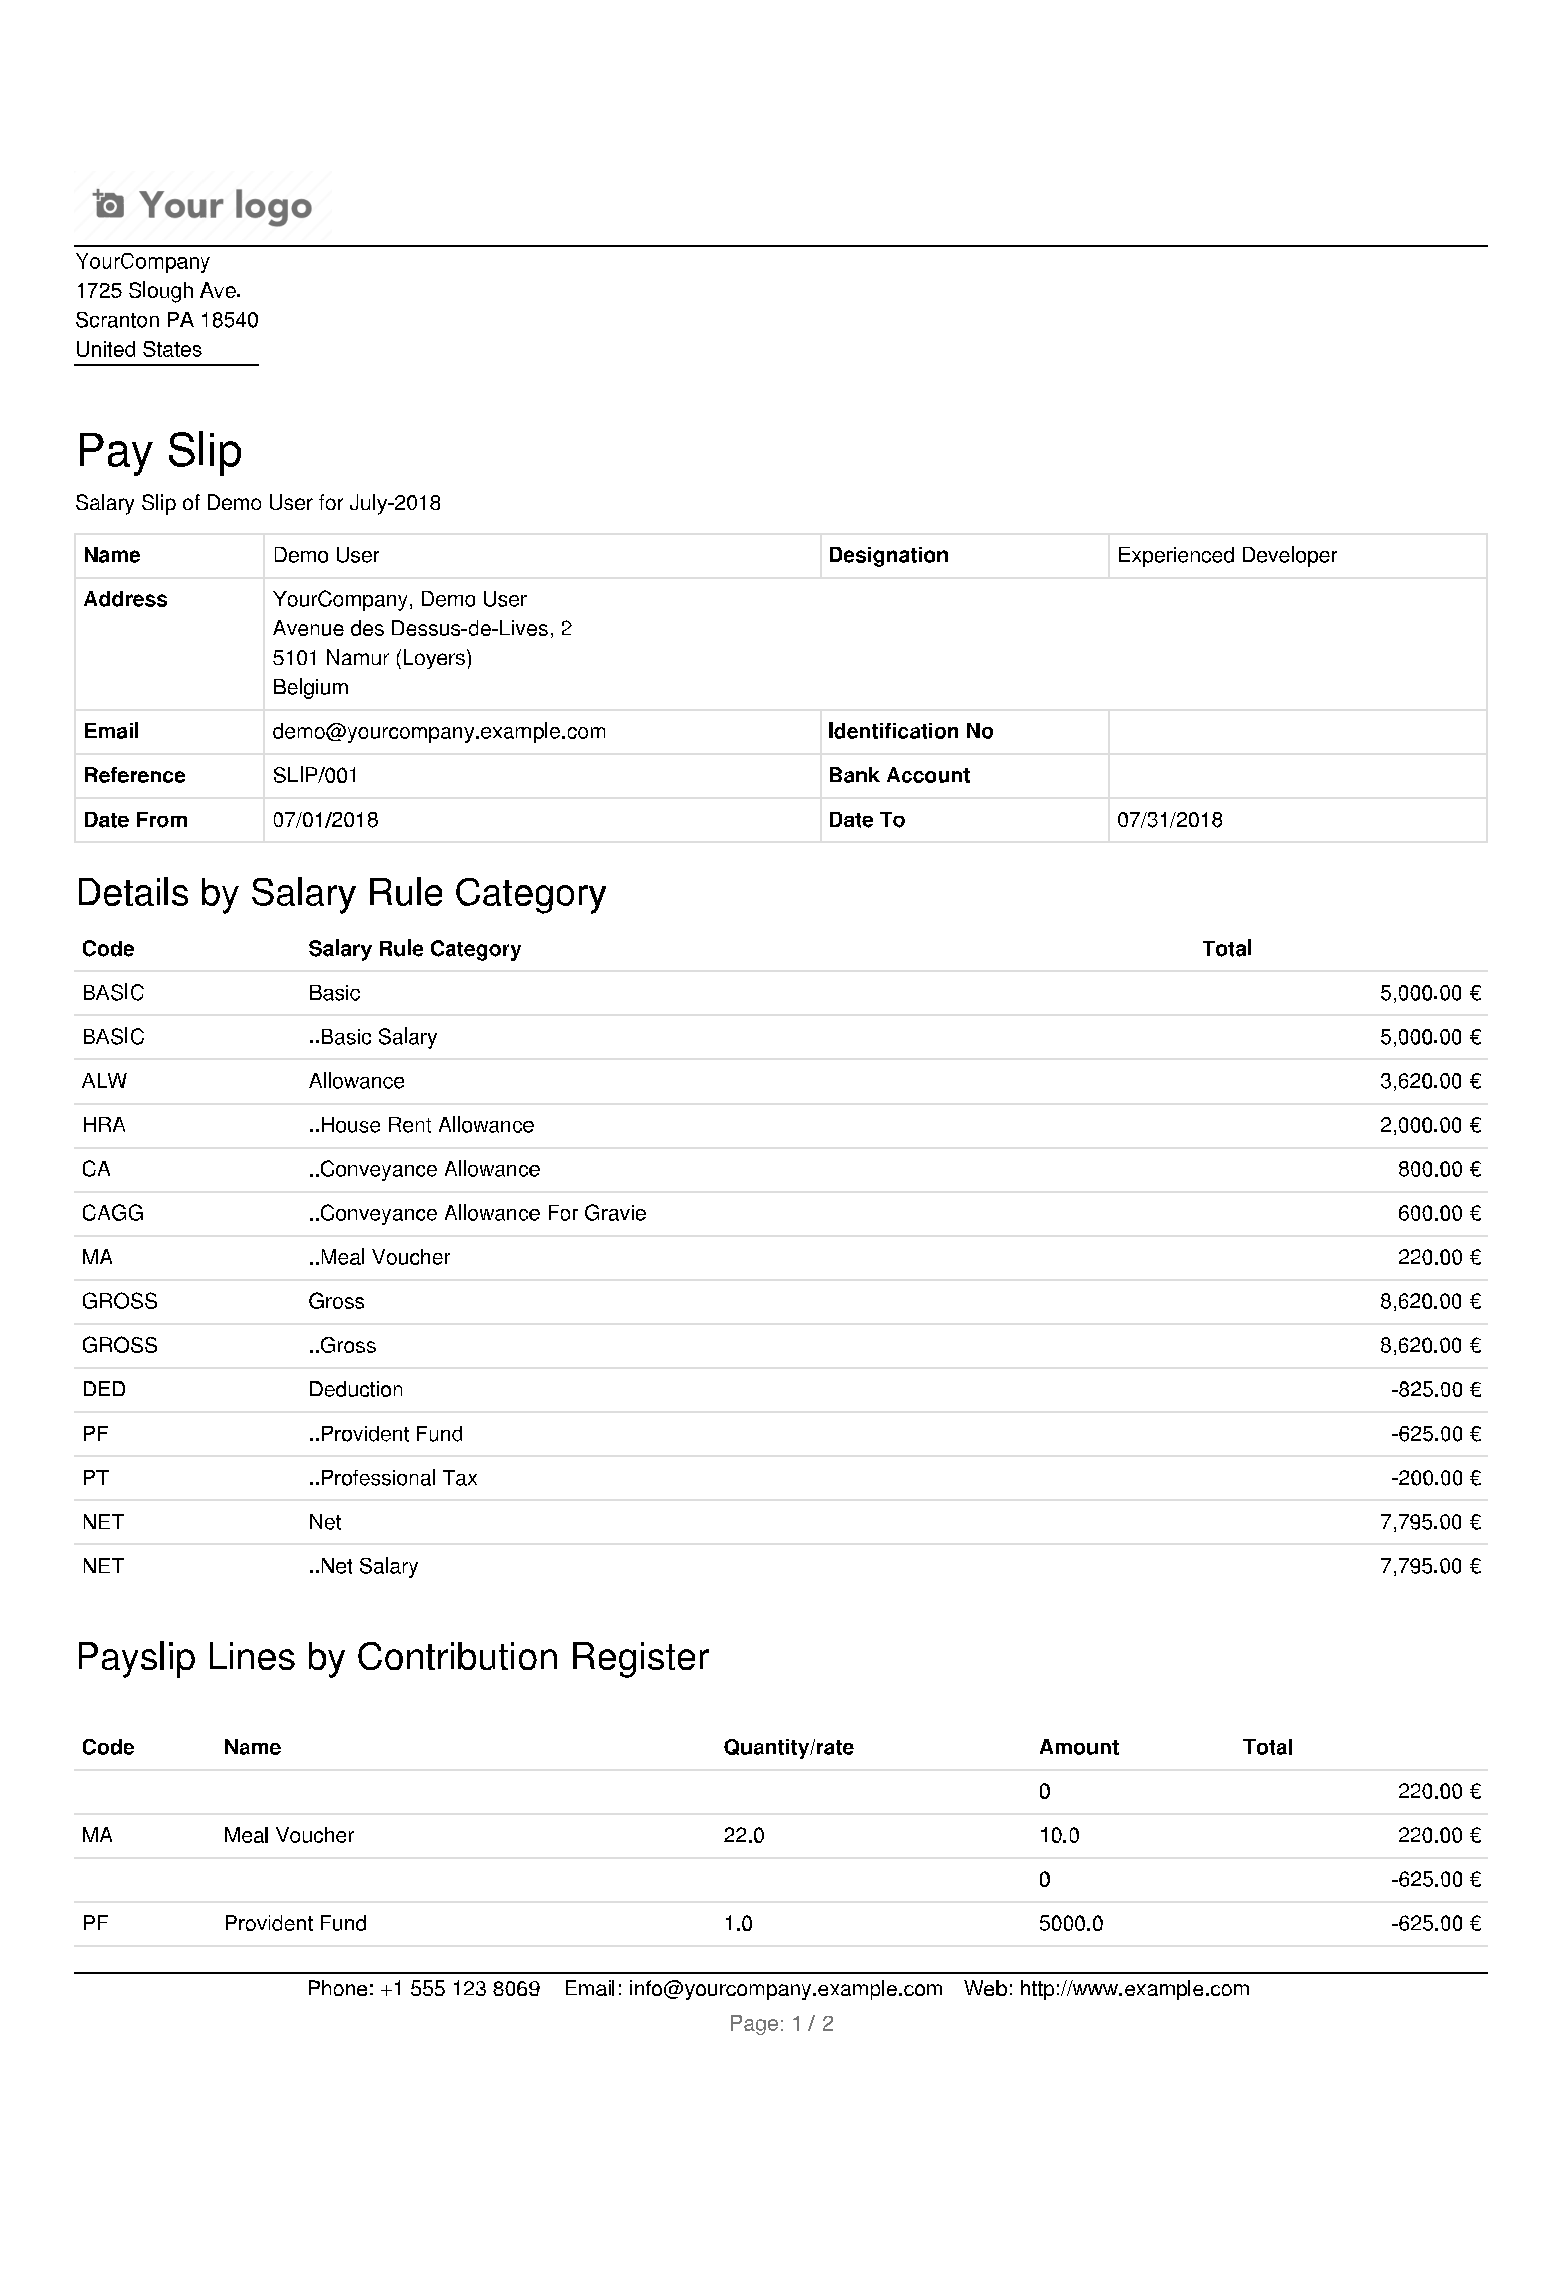 Your logo
YourCompany
1725 Slough Ave.
Scranton PA 18540
United States
Pay Slip
Salary Slip of Demo User for July-2018
Name Demo User Designation Experienced Developer
Address YourCompany, Demo User
Avenue des Dessus-de-Lives, 2
5101 Namur (Loyers)
Belgium
Email demo@yourcompany.example.com Identification No
Reference SLIP/001 Bank Account
Date From 07/01/2018 Date To 07/31/2018
Details by Salary Rule Category
Code Salary Rule Category Total
BASIC Basic 5,000.00 €
BASIC ..Basic Salary 5,000.00 €
ALW Allowance 3,620.00 €
HRA ..House Rent Allowance 2,000.00 €
CA ..Conveyance Allowance 800.00 €
CAGG ..Conveyance Allowance For Gravie 600.00 €
MA ..Meal Voucher 220.00 €
GROSS Gross 8,620.00 €
GROSS ..Gross 8,620.00 €
DED Deduction -825.00 €
PF ..Provident Fund -625.00 €
PT ..Professional Tax -200.00 €
NET Net 7,795.00 €
NET ..Net Salary 7,795.00 €
Payslip Lines by Contribution Register
Code Name Quantity/rate Amount Total
0 220.00 €
MA Meal Voucher 22.0 10.0 220.00 €
0 -625.00 €
PF Provident Fund 1.0 5000.0 -625.00 €
Phone: +1 555 123 8069 Email: info@yourcompany.example.com Web: http://www.example.com
Page: 1 / 2